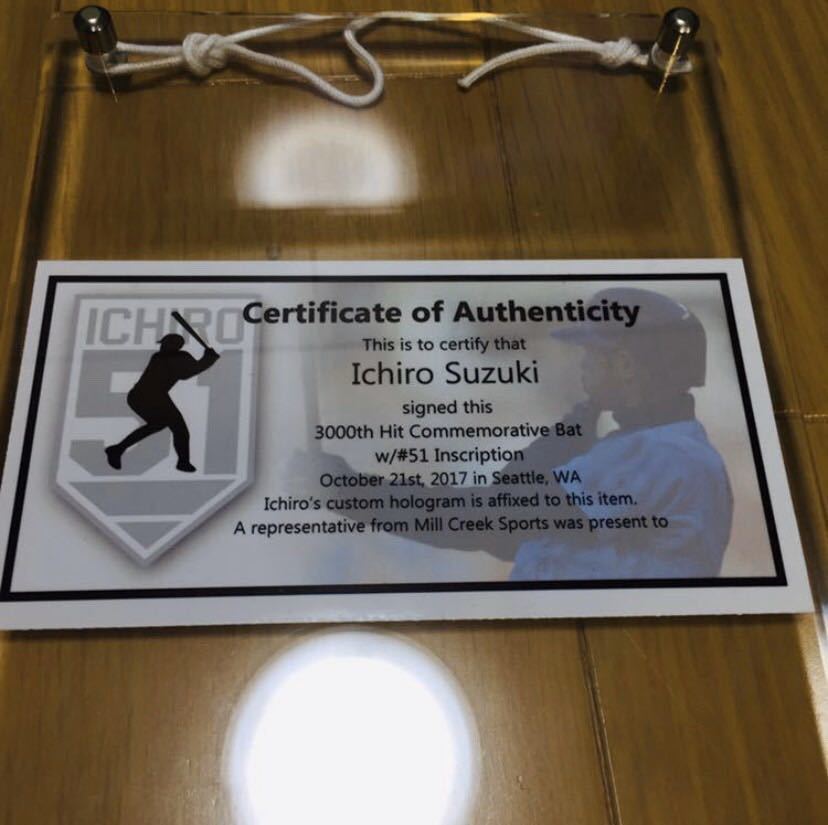 ICHIRO
51
Certificate of Authenticity
This is to certify that
Ichiro Suzuki
signed this
3000th Hit Commemorative Bat
w/#51 Inscription
October 21st, 2017 in Seattle, WA
Ichiro's custom hologram is affixed to this item.
A representative from Mill Creek Sports was present to